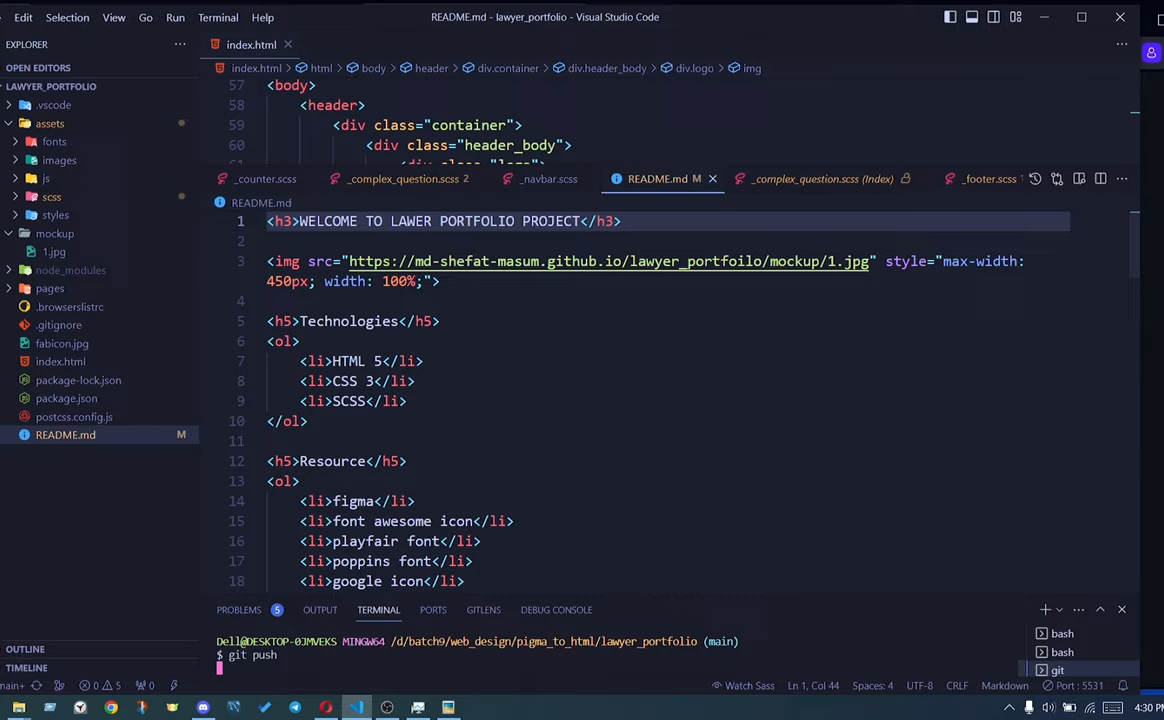 Edit Selection View Go Run Terminal Help README.md - lawyer_portfolio - Visual Studio Code
EXPLORER
OPEN EDITORS
LAWYER_PORTFOLIO
.vscode
assets
fonts
images
js
scss
styles
mockup
1.jpg
node_modules
pages
.browserslistrc
.gitignore
fabicon.jpg
index.html
package-lock.json
package.json
postcss.config.js
README.md M
OUTLINE
TIMELINE
index.html
index.html > html > body > header > div.container > div.header_body > div.logo > img
57 <body>
58 <header>
59 <div class="container">
60 <div class="header_body">
61 <div class="logo">
_counter.scss _complex_question.scss 2 _navbar.scss README.md M _complex_question.scss (Index) _footer.scss
README.md
1 <h3>WELCOME TO LAWER PORTFOLIO PROJECT</h3>
2
3 <img src="https://md-shefat-masum.github.io/lawyer_portfoilo/mockup/1.jpg" style="max-width:
450px; width: 100%;">
4
5 <h5>Technologies</h5>
6 <ol>
7 <li>HTML 5</li>
8 <li>CSS 3</li>
9 <li>SCSS</li>
10 </ol>
11
12 <h5>Resource</h5>
13 <ol>
14 <li>figma</li>
15 <li>font awesome icon</li>
16 <li>playfair font</li>
17 <li>poppins font</li>
18 <li>google icon</li>
PROBLEMS 5 OUTPUT TERMINAL PORTS GITLENS DEBUG CONSOLE
Dell@DESKTOP-0JMVEKS MINGW64 /d/batch9/web_design/pigma_to_html/lawyer_portfolio (main)
$ git push
bash
bash
git
main+ 0 5 0 Watch Sass Ln 1, Col 44 Spaces: 4 UTF-8 CRLF Markdown Port : 5531
4:30 PM